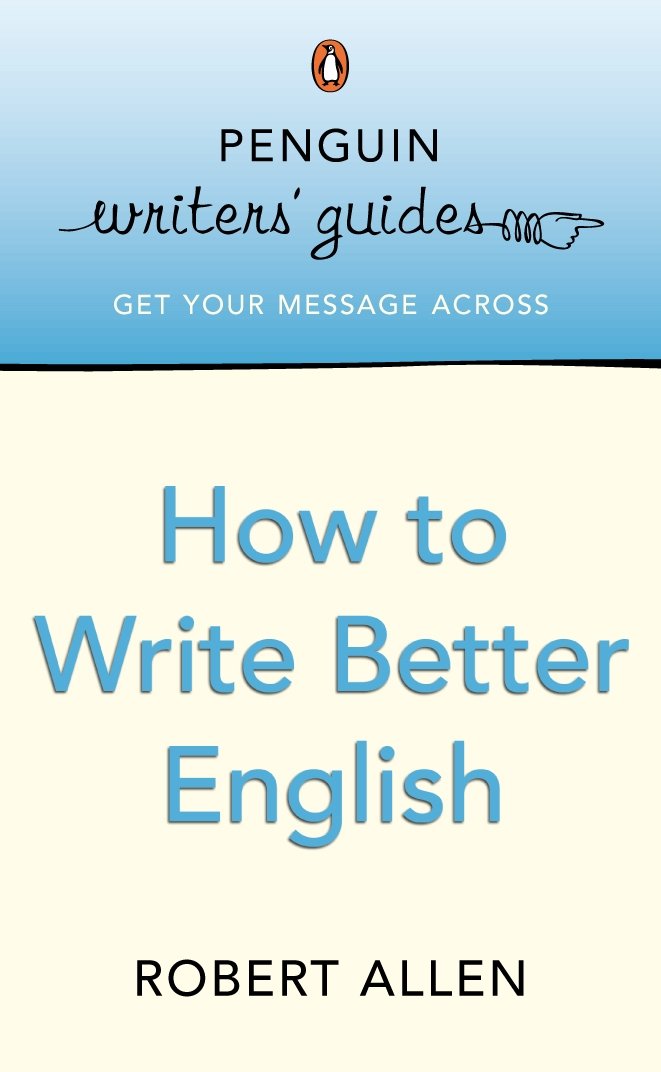 PENGUIN
writers' guides
GET YOUR MESSAGE ACROSS
How to
Write Better
English
ROBERT ALLEN